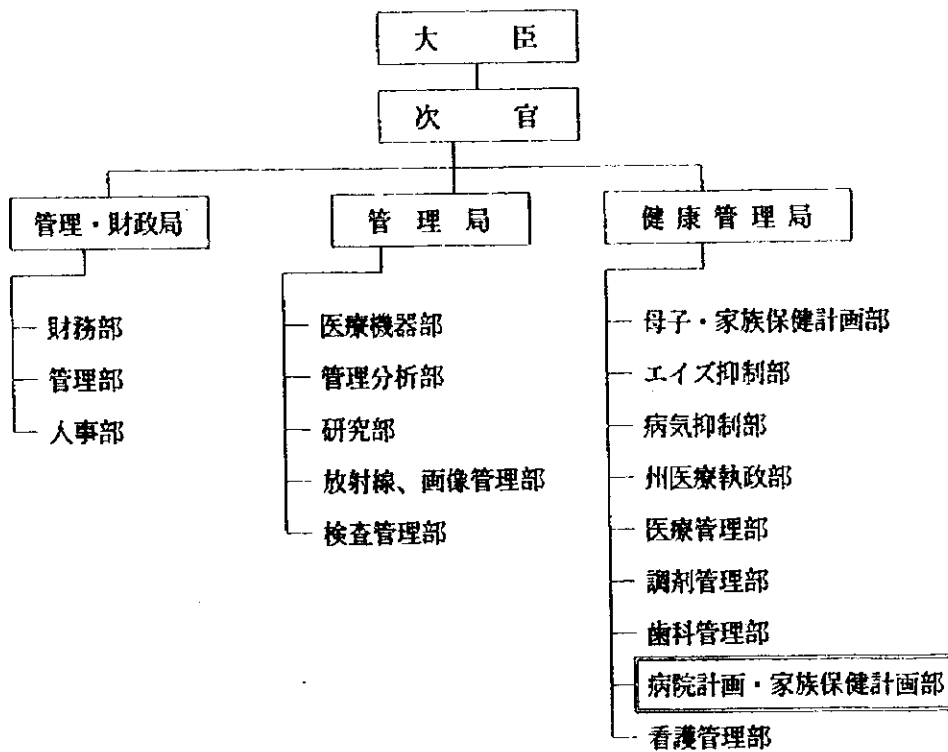 大臣
次官
管理・財政局
財務部
管理部
人事部
管理局
医療機器部
管理分析部
研究部
放射線、画像管理部
検査管理部
健康管理局
母子・家族保健計画部
エイズ抑制部
病気抑制部
州医療執政部
医療管理部
調剤管理部
歯科管理部
病院計画・家族保健計画部
看護管理部